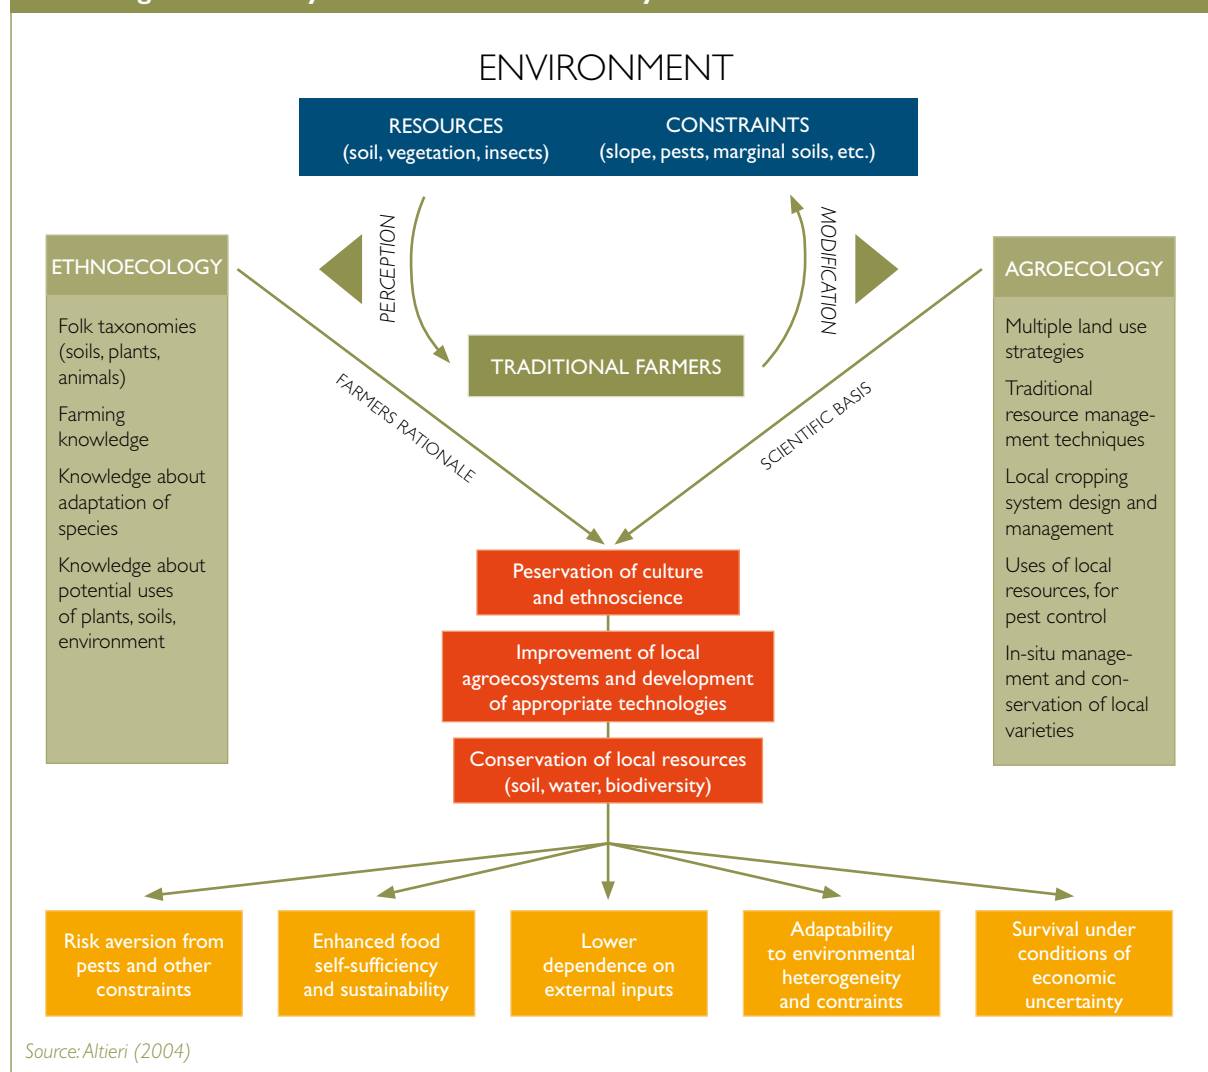 ENVIRONMENT
RESOURCES
(soil, vegetation, insects)
CONSTRAINTS
(slope, pests, marginal soils, etc.)
PERCEPTION
MODIFICATION
ETHNOECOLOGY
Folk taxonomies
(soils, plants,
animals)
Farming
knowledge
Knowledge about
adaptation of
species
Knowledge about
potential uses
of plants, soils,
environment
TRADITIONAL FARMERS
FARMERS RATIONALE
SCIENTIFIC BASIS
AGROECOLOGY
Multiple land use
strategies
Traditional
resource manage-
ment techniques
Local cropping
system design and
management
Uses of local
resources, for
pest control
In-situ manage-
ment and con-
servation of local
varieties
Peservation of culture
and ethnoscience
Improvement of local
agroecosystems and development
of appropriate technologies
Conservation of local resources
(soil, water, biodiversity)
Risk aversion from
pests and other
constraints
Enhanced food
self-sufficiency
and sustainability
Lower
dependence on
external inputs
Adaptability
to environmental
heterogeneity
and contraints
Survival under
conditions of
economic
uncertainty
Source: Altieri (2004)